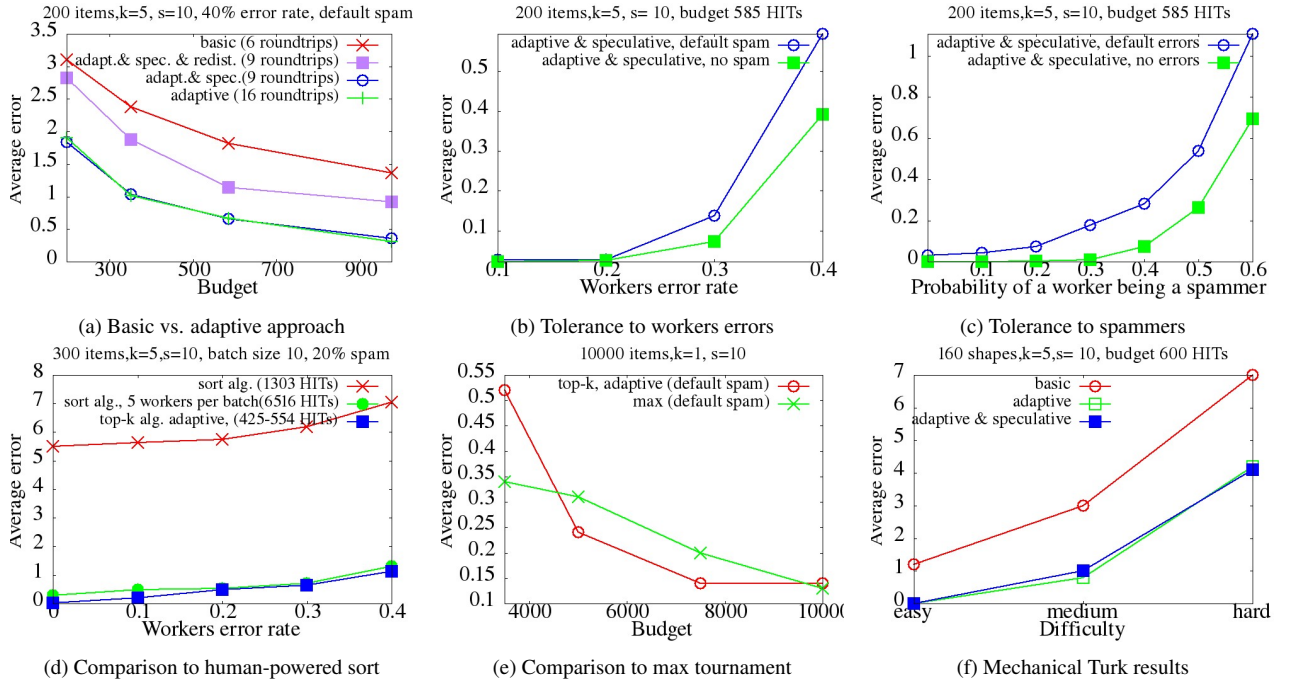 200 items,k=5, s=10, 40% error rate, default spam
3.5
3
2.5
2
1.5
1
0.5
0
Average error
basic (6 roundtrips)
adapt.& spec. & redist. (9 roundtrips)
adapt.& spec.(9 roundtrips)
adaptive (16 roundtrips)
300
500
700
900
Budget
(a) Basic vs. adaptive approach
200 items,k=5, s= 10, budget 585 HITs
0.5
0.4
0.3
0.2
0.1
Average error
adaptive & speculative, default spam
adaptive & speculative, no spam
0.1
0.2
0.3
0.4
Workers error rate
(b) Tolerance to workers errors
200 items,k=5, s= 10, budget 585 HITs
1
0.8
0.6
0.4
0.2
0
Average error
adaptive & speculative, default errors
adaptive & speculative, no errors
0.1
0.2
0.3
0.4
0.5
0.6
Probability of a worker being a spammer
(c) Tolerance to spammers
300 items,k=5,s=10, batch size 10, 20% spam
8
7
6
5
4
3
2
1
0
Average error
sort alg. (1303 HITs)
sort alg., 5 workers per batch(6516 HITs)
top-k alg. adaptive, (425-554 HITs)
0
0.1
0.2
0.3
0.4
Workers error rate
(d) Comparison to human-powered sort
10000 items,k=1, s=10
0.55
0.5
0.45
0.4
0.35
0.3
0.25
0.2
0.15
0.1
Average error
top-k, adaptive (default spam)
max (default spam)
4000
6000
8000
10000
Budget
(e) Comparison to max tournament
160 shapes,k=5,s= 10, budget 600 HITs
7
6
5
4
3
2
1
0
Average error
basic
adaptive
adaptive & speculative
easy
medium
hard
Difficulty
(f) Mechanical Turk results